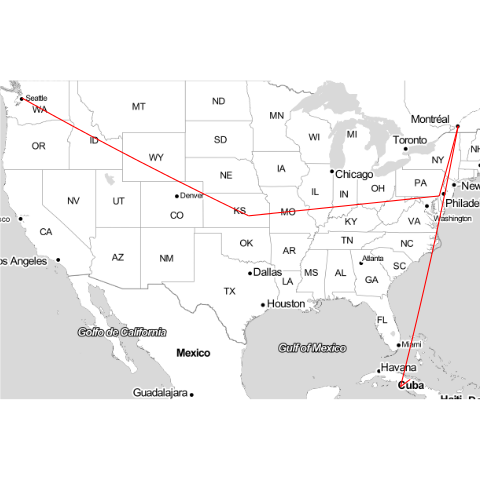 Seattle
WA
MT
ND
MN
Montréal
OR
ID
WY
SD
WI
MI
Toronto
NY
NH
NE
IA
Chicago
IL
IN
OH
PA
New
Denver
NV
UT
CO
KS
MO
Philade
Washington
sco
CA
KY
VA
os Angeles
AZ
NM
OK
AR
TN
NC
Atlanta
SC
Dallas
TX
LA
MS
AL
GA
Houston
FL
Golfo de California
Gulf of Mexico
Miami
Mexico
Havana
Cuba
Guadalajara
Haiti